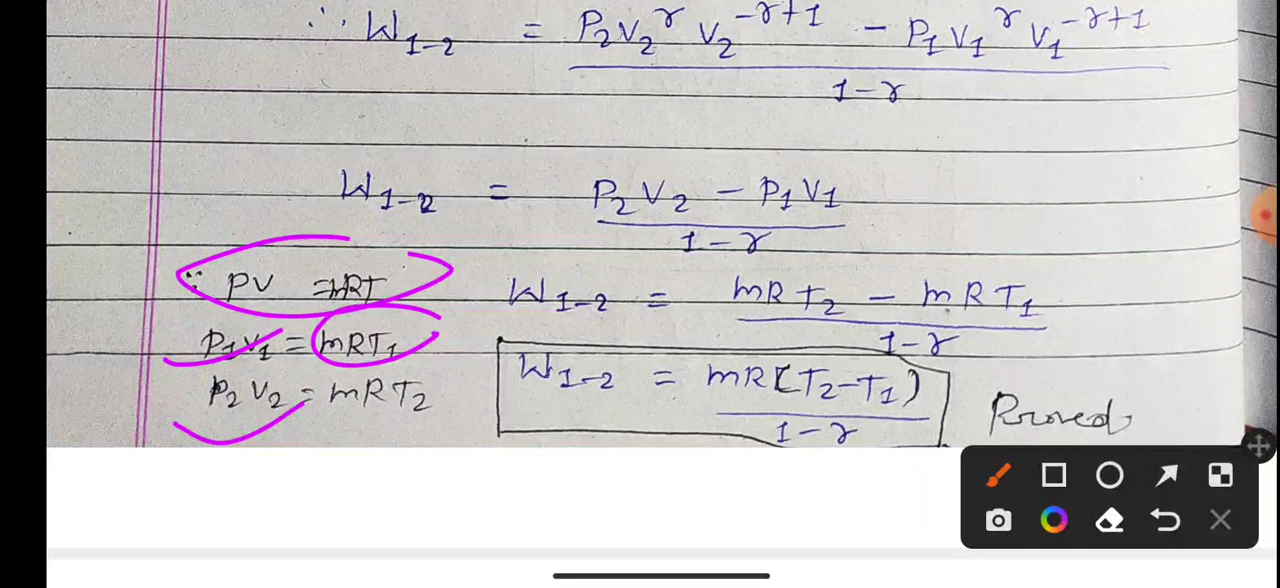 ∴ W₁₋₂ = (P₂V₂^γ V₂^(-γ+1) - P₁V₁^γ V₁^(-γ+1)) / (1-γ)
W₁₋₂ = (P₂V₂ - P₁V₁) / (1-γ)
∵ PV = mRT
W₁₋₂ = (mRT₂ - mRT₁) / (1-γ)
P₁V₁ = mRT₁
P₂V₂ = mRT₂
W₁₋₂ = mR[T₂-T₁) / (1-γ)
Proved